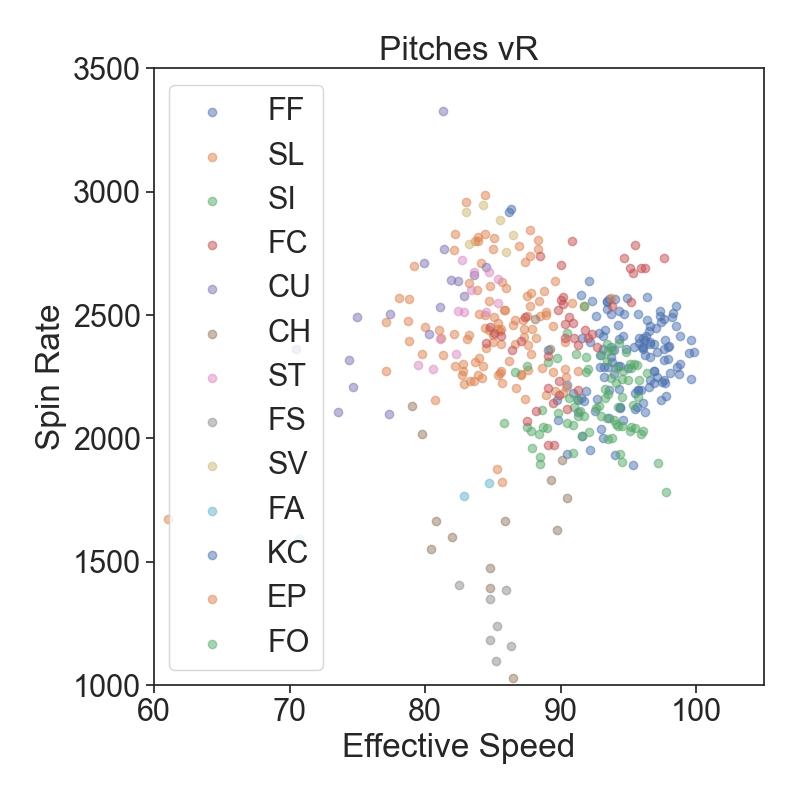 Pitches vR
3500
3000
2500
2000
1500
1000
Spin Rate
FF
SL
SI
FC
CU
CH
ST
FS
SV
FA
KC
EP
FO
60 70 80 90 100
Effective Speed